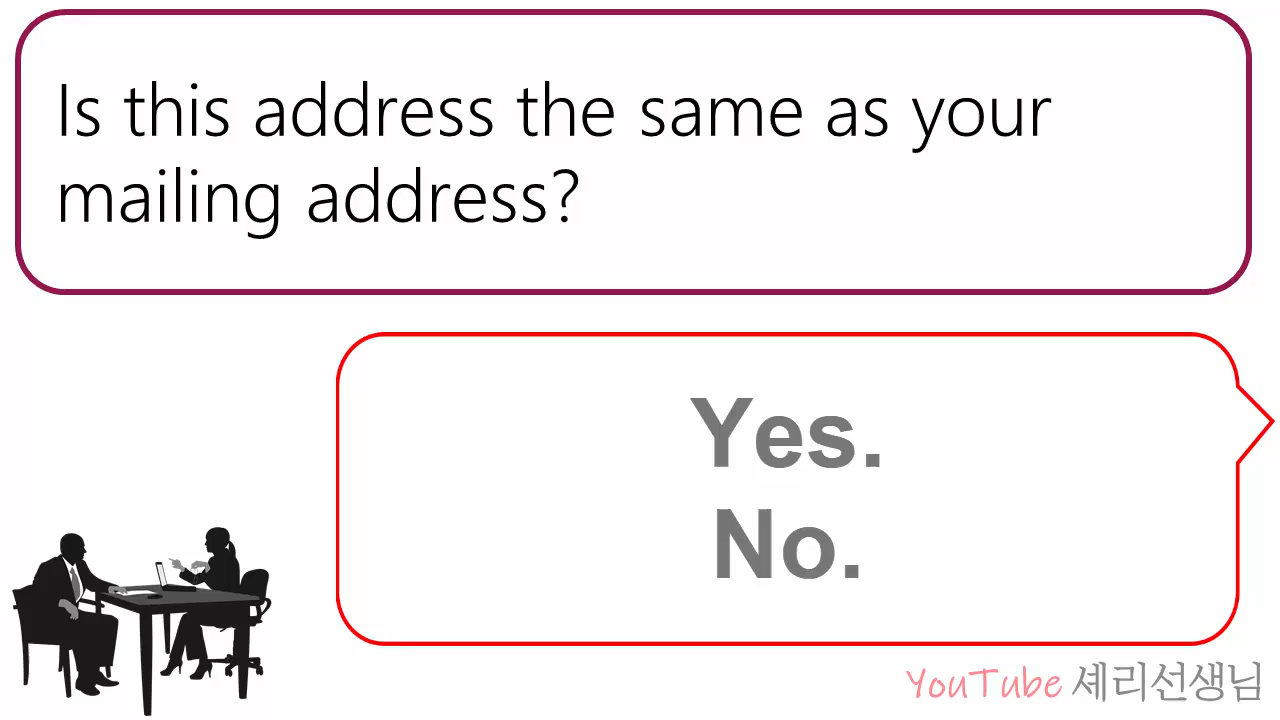 Is this address the same as your
mailing address?
Yes.
No.
YouTube 셰리선생님